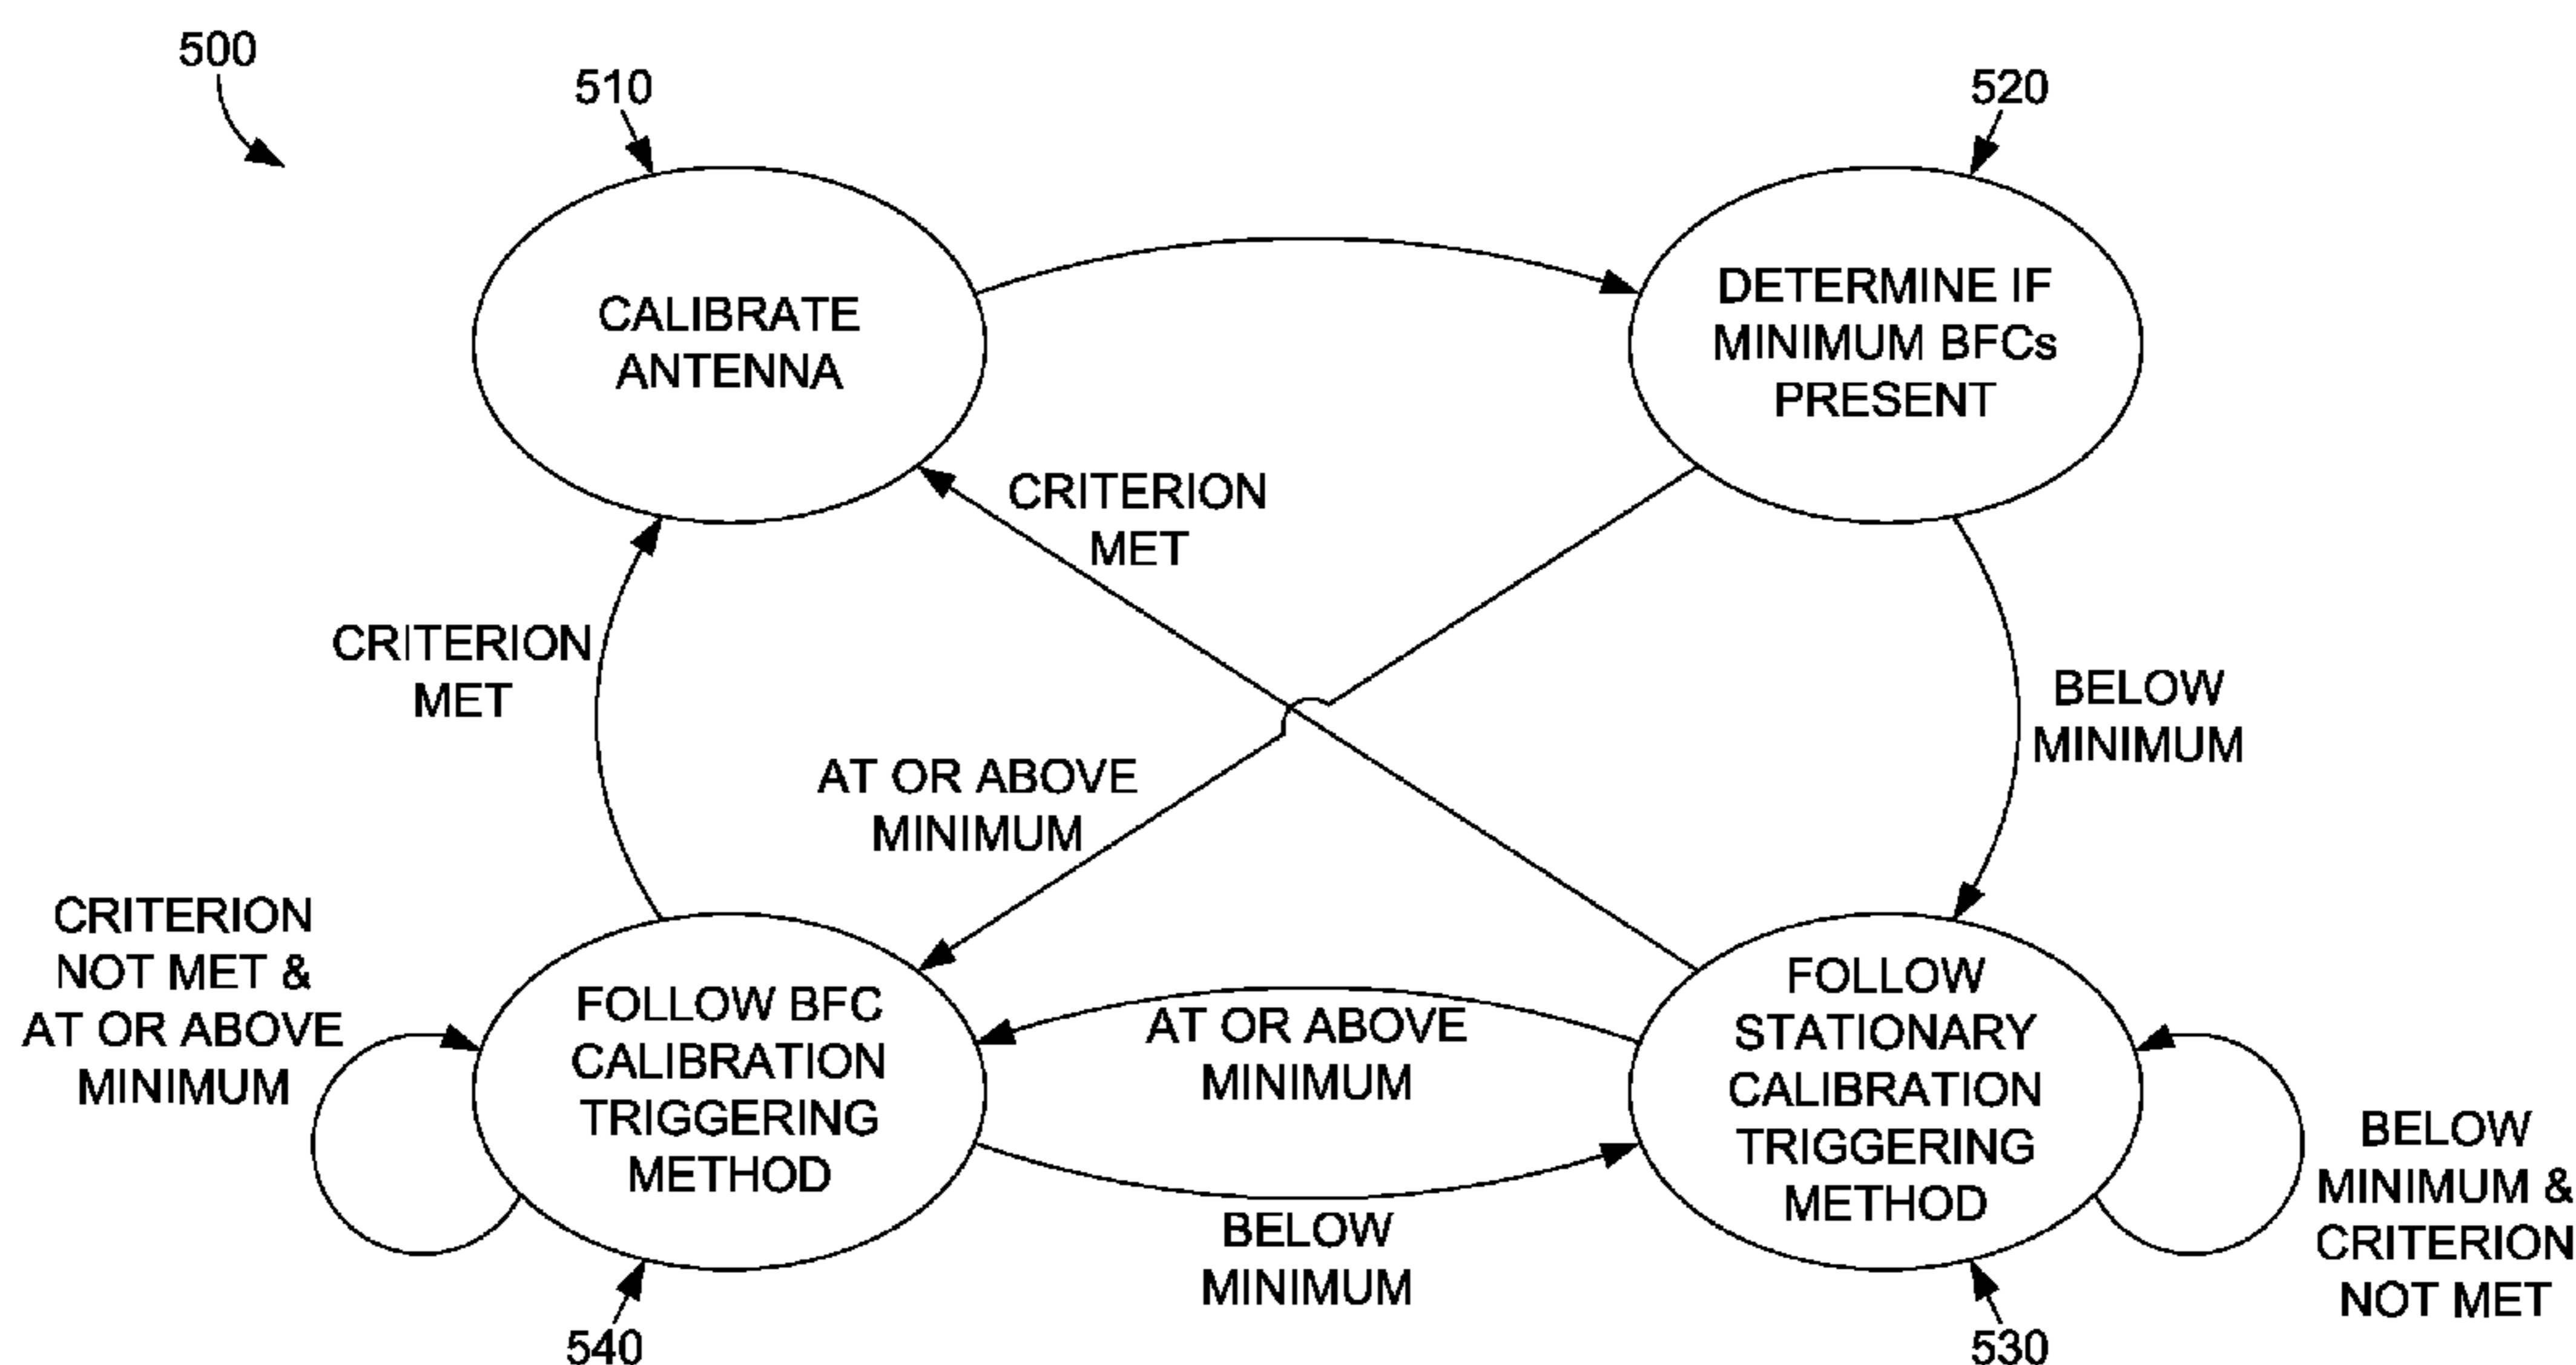 500
510
520
CALIBRATE
ANTENNA
DETERMINE IF
MINIMUM BFCs
PRESENT
CRITERION
MET
CRITERION
MET
BELOW
MINIMUM
AT OR ABOVE
MINIMUM
CRITERION
NOT MET &
AT OR ABOVE
MINIMUM
FOLLOW BFC
CALIBRATION
TRIGGERING
METHOD
AT OR ABOVE
MINIMUM
BELOW
MINIMUM
FOLLOW
STATIONARY
CALIBRATION
TRIGGERING
METHOD
BELOW
MINIMUM &
CRITERION
NOT MET
540
530